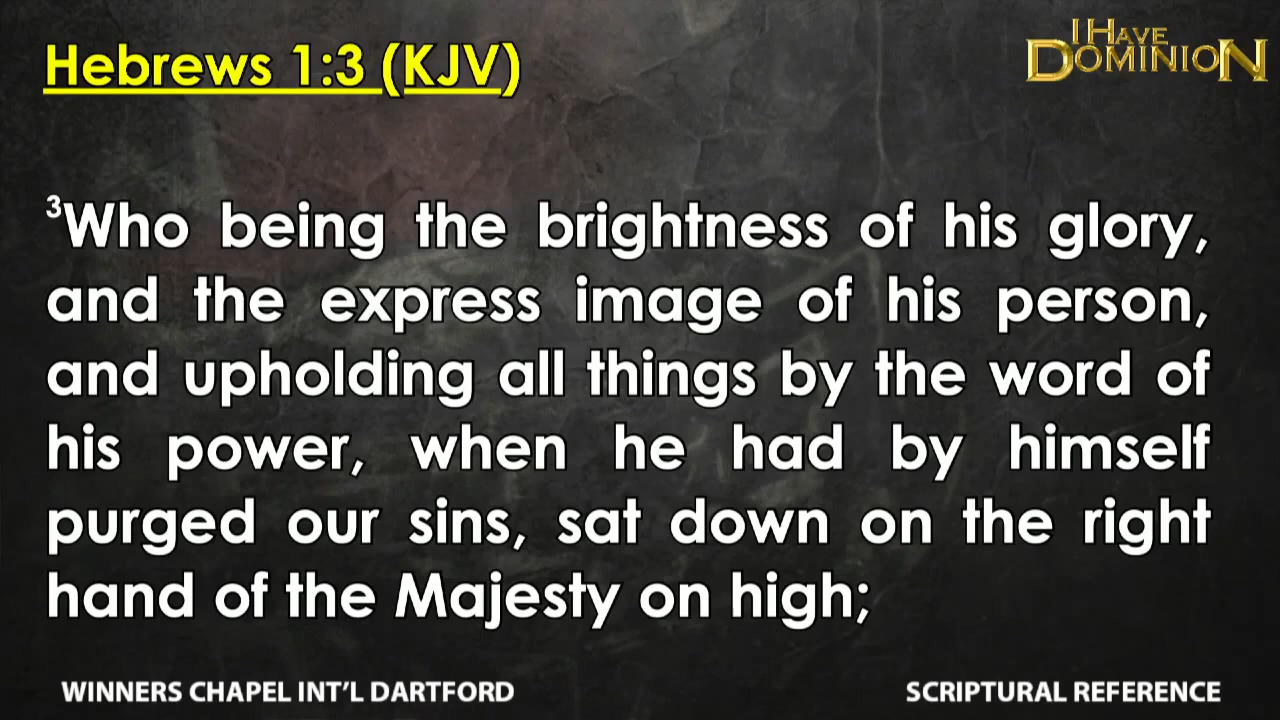 Hebrews 1:3 (KJV)
I HAVE
DOMINION
³Who being the brightness of his glory,
and the express image of his person,
and upholding all things by the word of
his power, when he had by himself
purged our sins, sat down on the right
hand of the Majesty on high;
WINNERS CHAPEL INT'L DARTFORD
SCRIPTURAL REFERENCE